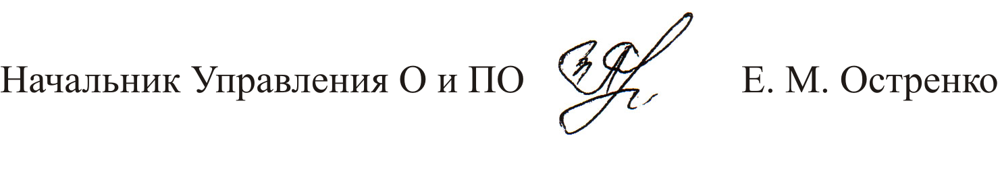 Начальник Управления О и ПО Е. М. Остренко